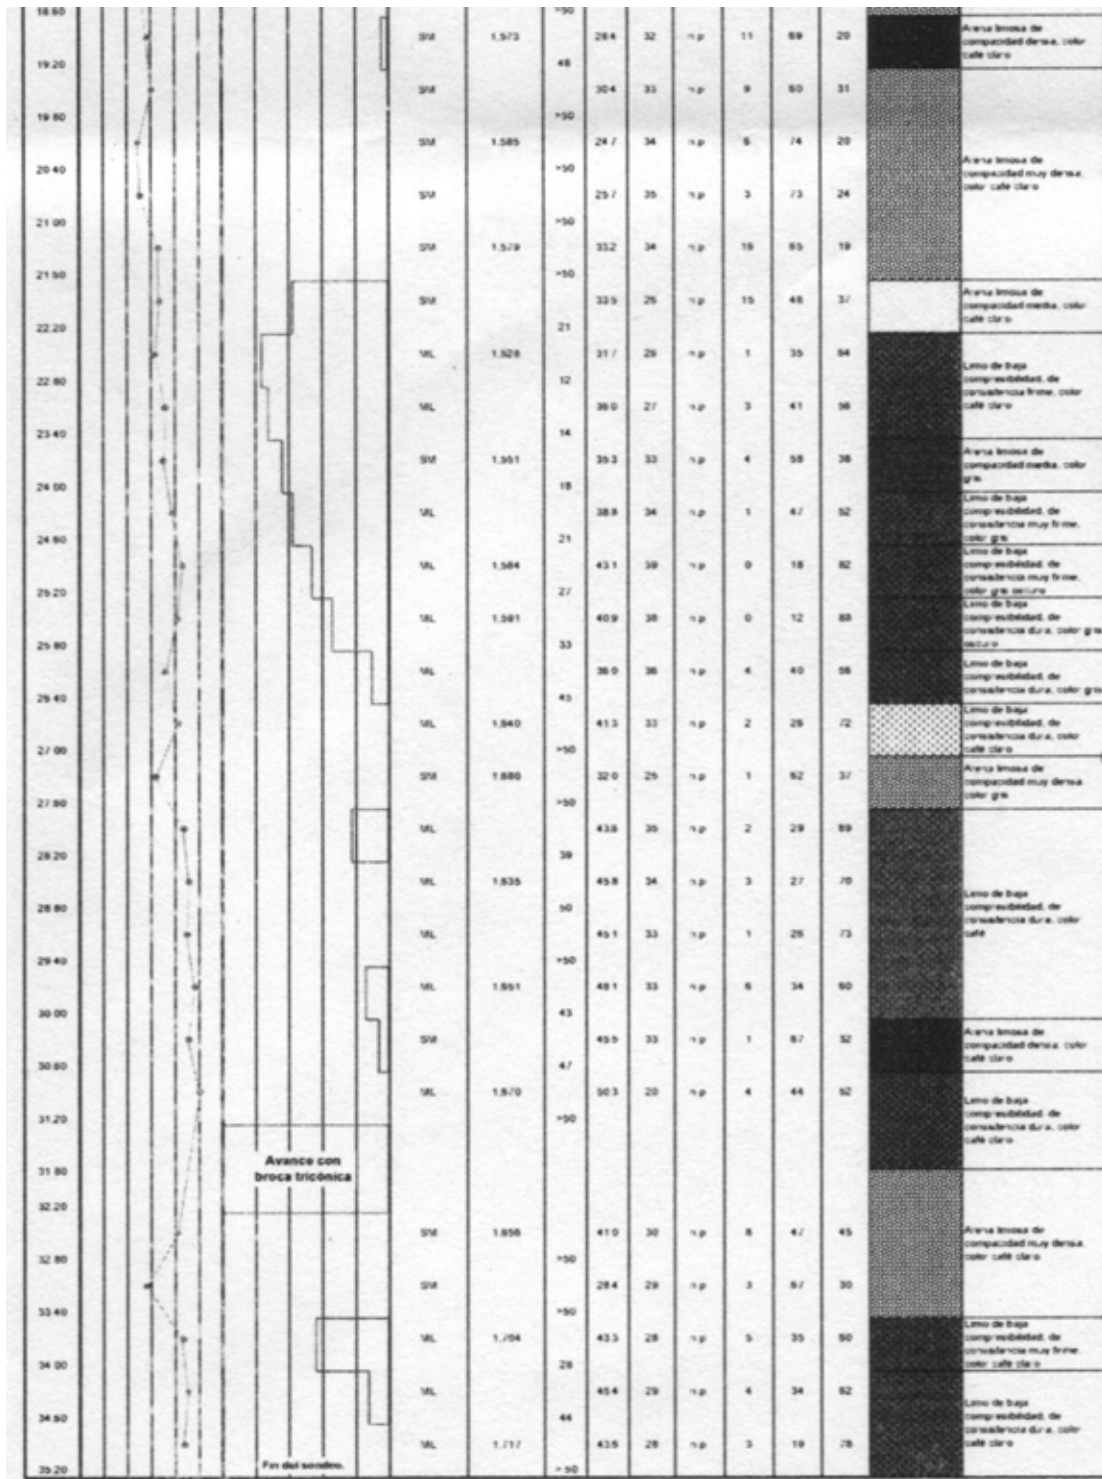 18.60 >50
SM 1,573 28.4 32 n.p 11 69 20 Arena limosa de
compacidad densa, color
café claro
19.20 48
SM 30.4 33 n.p 9 60 31
19.80 >50
SM 1,585 24.7 34 n.p 6 74 20
20.40 >50
Arena limosa de
compacidad muy densa,
color café claro
SM 25.7 35 n.p 3 73 24
21.00 >50
SM 1,579 33.2 34 n.p 16 65 19
>50
SM 33.5 25 n.p 15 48 37 Arena limosa de
compacidad media, color
café claro
22.20 21
ML 1,528 31.7 29 n.p 1 35 64
22.80 12
Limo de baja
compresibilidad, de
consistencia firme, color
café claro
ML 36.0 27 n.p 3 41 56
23.40 14
SM 1,551 35.3 33 n.p 4 58 38 Arena limosa de
compacidad media, color
gris
24.00 18
ML 38.8 34 n.p 1 47 52 Limo de baja
compresibilidad, de
consistencia muy firme,
color gris
24.60 21
ML 1,584 43.1 39 n.p 0 18 82 Limo de baja
compresibilidad, de
consistencia muy firme,
color gris oscuro
25.20 27
ML 1,591 40.9 38 n.p 0 12 88 Limo de baja
compresibilidad, de
consistencia dura, color gris
oscuro
25.80 33
ML 36.0 36 n.p 4 40 56 Limo de baja
compresibilidad, de
consistencia dura, color gris
26.40 45
ML 1,640 41.3 33 n.p 2 26 72 Limo de baja
compresibilidad, de
consistencia dura, color
café claro
27.00 >50
SM 1,680 32.0 25 n.p 1 62 37 Arena limosa de
compacidad muy densa,
color gris
27.60 >50
ML 43.6 35 n.p 2 29 69
28.20 39
ML 1,635 45.8 34 n.p 3 27 70
28.80 50
Limo de baja
compresibilidad, de
consistencia dura, color
café
ML 45.1 33 n.p 1 26 73
29.40 >50
ML 1,651 48.1 33 n.p 6 34 60
30.00 43
SM 45.5 33 n.p 1 67 32 Arena limosa de
compacidad densa, color
café claro
30.60 47
ML 1,670 50.3 20 n.p 4 44 52
31.20 >50
Limo de baja
compresibilidad, de
consistencia dura, color
café claro
Avance con
broca tricónica
31.80
32.20
SM 1,656 41.0 30 n.p 8 47 45 Arena limosa de
compacidad muy densa,
color café claro
32.80 >50
SM 28.4 29 n.p 3 67 30
33.40 >50
ML 1,704 43.3 28 n.p 5 35 60 Limo de baja
compresibilidad, de
consistencia muy firme,
color café claro
34.00 28
ML 45.4 29 n.p 4 34 62
34.60 44
Limo de baja
compresibilidad, de
consistencia dura, color
café claro
ML 1,717 43.6 28 n.p 3 19 78
Fin del sondeo.
35.20 >50